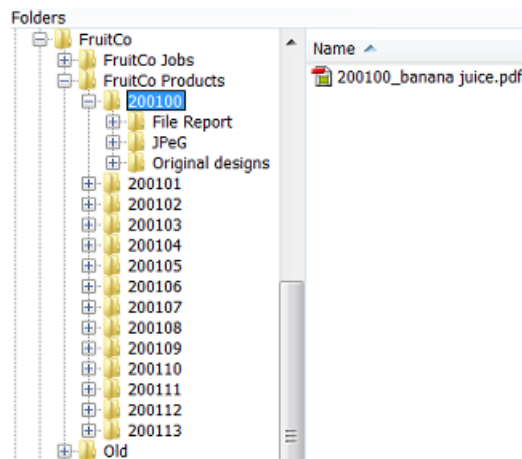 Folders
FruitCo
FruitCo Jobs
FruitCo Products
200100
File Report
JPeG
Original designs
200101
200102
200103
200104
200105
200106
200107
200108
200109
200110
200111
200112
200113
Old
Name
200100_banana juice.pdf